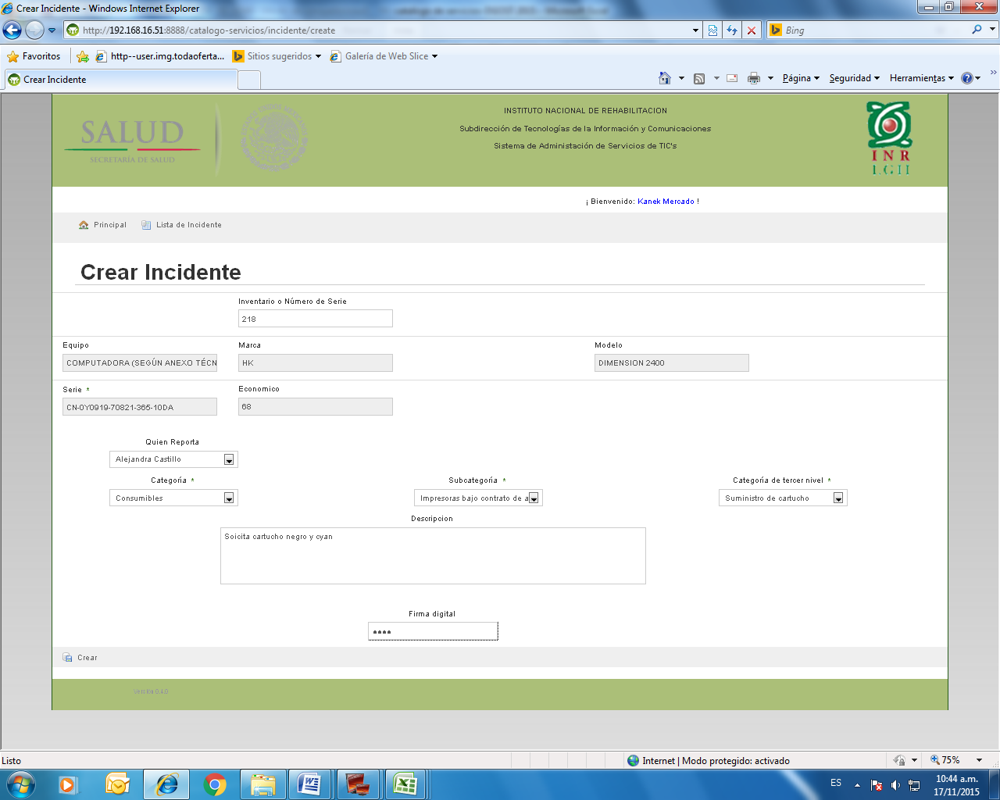 Crear Incidente - Windows Internet Explorer
http://192.168.16.51:8888/catalogo-servicios/incidente/create
Bing
Favoritos
http--user.img.todaoferta...
Sitios sugeridos
Galería de Web Slice
Crear Incidente
Página
Seguridad
Herramientas
SALUD
SECRETARÍA DE SALUD
INSTITUTO NACIONAL DE REHABILITACION
Subdirección de Tecnologías de la Información y Comunicaciones
Sistema de Administación de Servicios de TIC's
INR
LGII
¡ Bienvenido: Kanek Mercado !
Principal
Lista de Incidente
Crear Incidente
Inventario o Número de Serie
218
Equipo
Marca
Modelo
COMPUTADORA (SEGÚN ANEXO TÉCN
HK
DIMENSION 2400
Serie *
Economico
CN-0Y0919-70821-365-10DA
68
Quien Reporta
Alejandra Castillo
Categoría *
Subcategoría *
Categoría de tercer nivel *
Consumibles
Impresoras bajo contrato de a
Suministro de cartucho
Descripcion
Soicita cartucho negro y cyan
Firma digital
••••
Crear
Versión 0.4.0
Listo
Internet | Modo protegido: activado
75%
ES
10:44 a.m.
17/11/2015